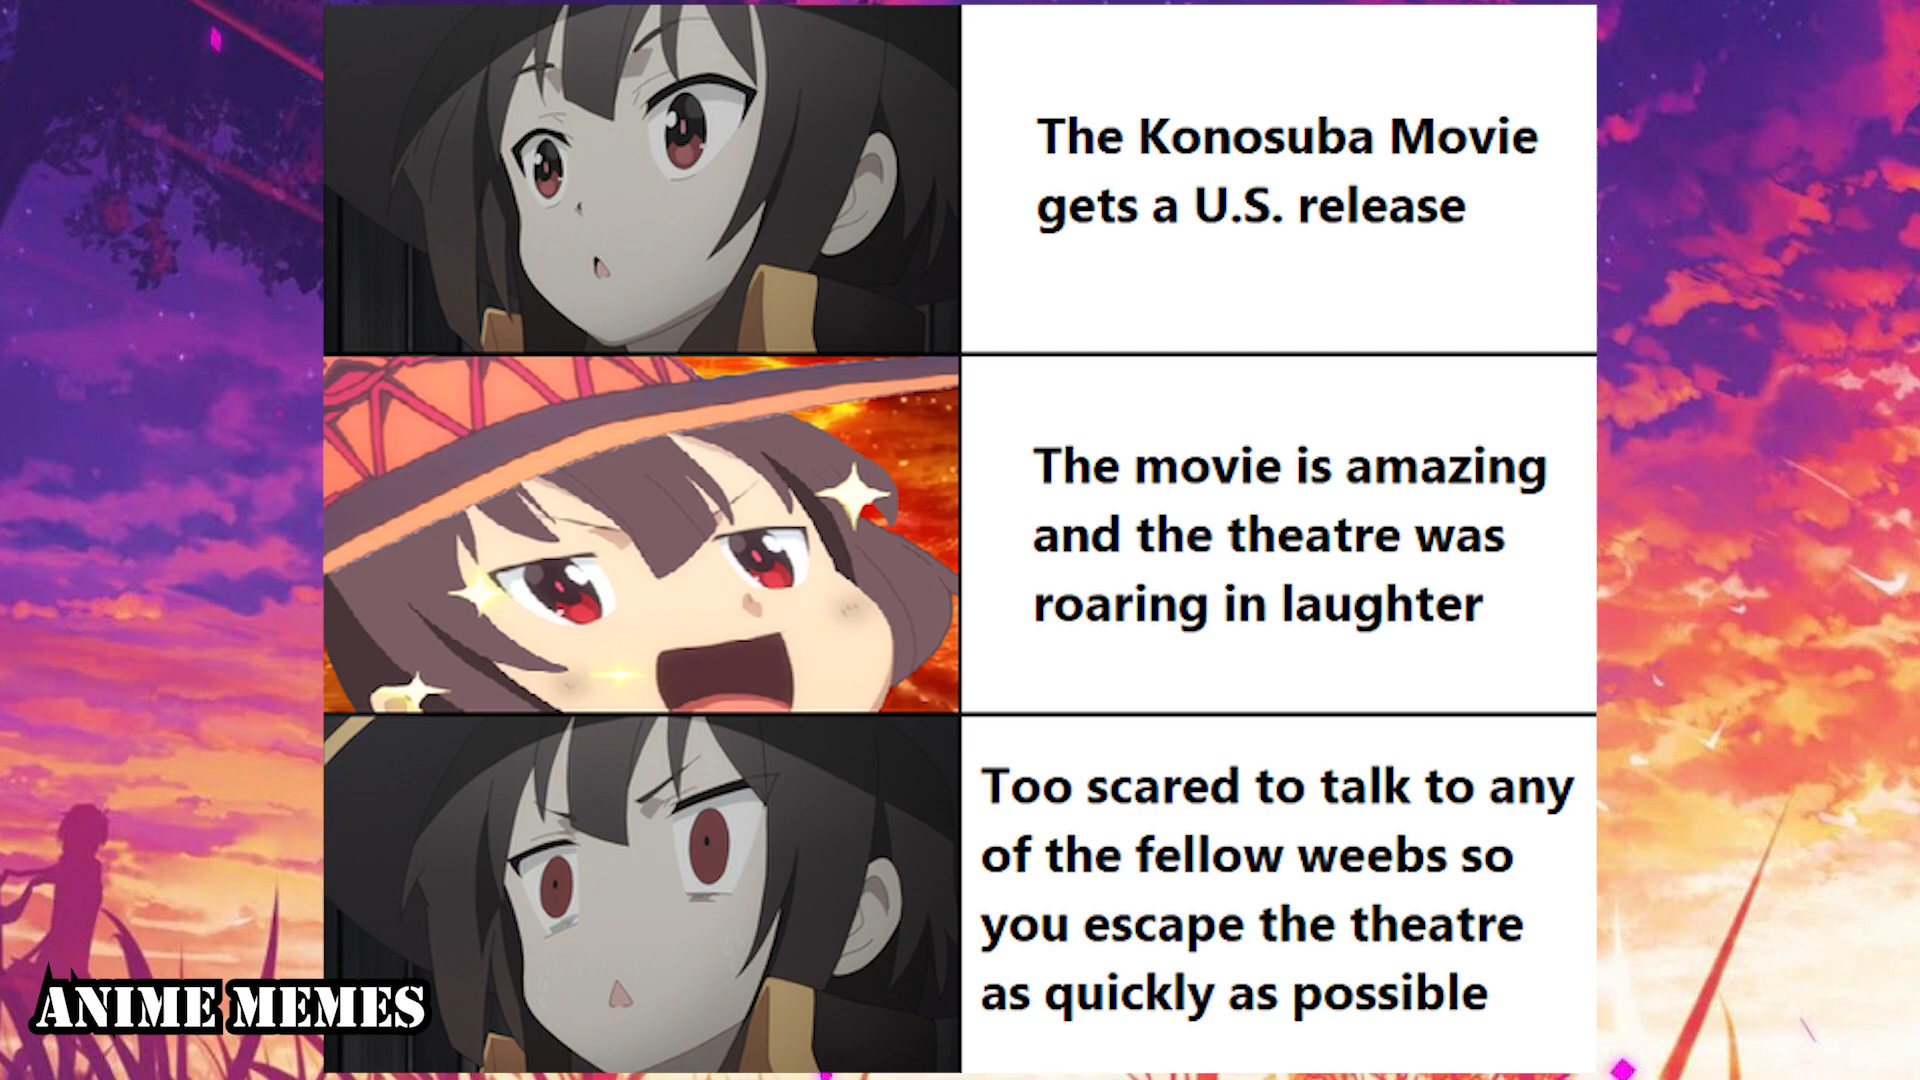 The Konosuba Movie
gets a U.S. release
The movie is amazing
and the theatre was
roaring in laughter
Too scared to talk to any
of the fellow weebs so
you escape the theatre
as quickly as possible
ANIME MEMES